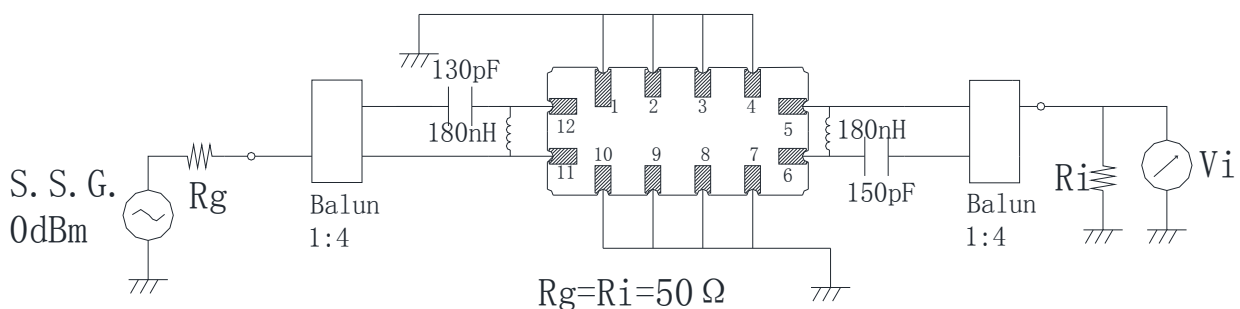 130pF
1
2
3
4
12
5
180nH
180nH
11
10
9
8
7
6
150pF
S.S.G.
0dBm
Rg
Balun
1:4
Balun
1:4
Ri
Vi
Rg=Ri=50Ω